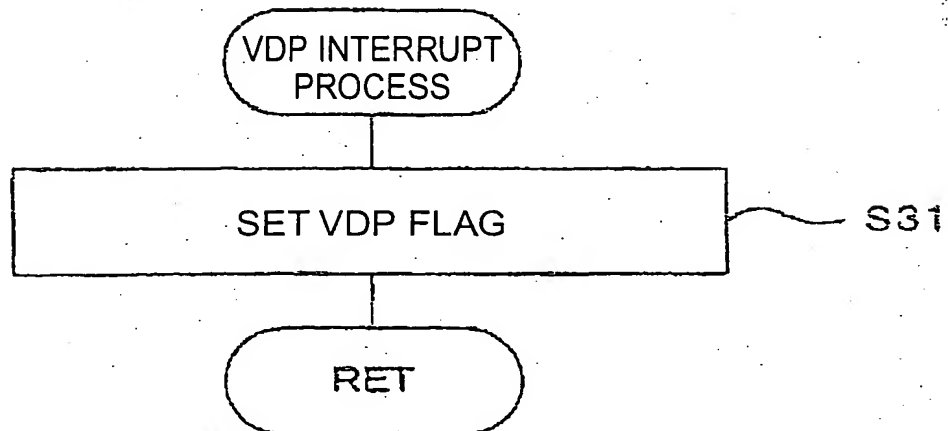 VDP INTERRUPT
PROCESS
SET VDP FLAG
S31
RET